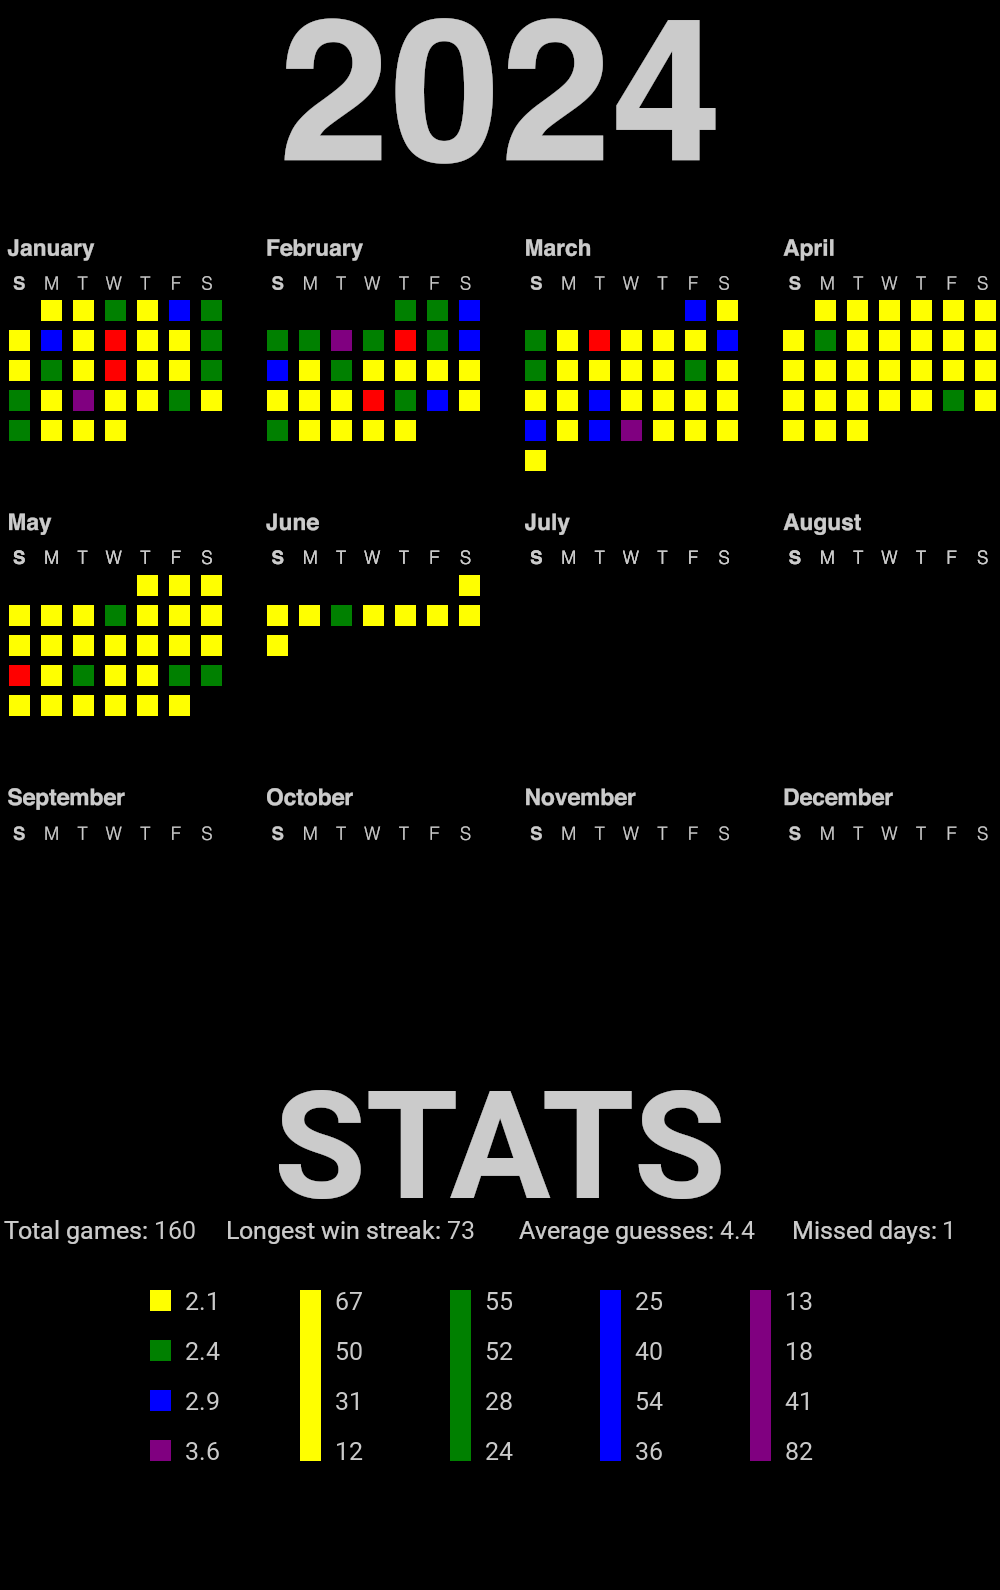 2024
January February March April
S M T W T F S S M T W T F S S M T W T F S S M T W T F S
May June July August
S M T W T F S S M T W T F S S M T W T F S S M T W T F S
September October November December
S M T W T F S S M T W T F S S M T W T F S S M T W T F S
STATS
Total games: 160 Longest win streak: 73 Average guesses: 4.4 Missed days: 1
2.1 67 55 25 13
2.4 50 52 40 18
2.9 31 28 54 41
3.6 12 24 36 82